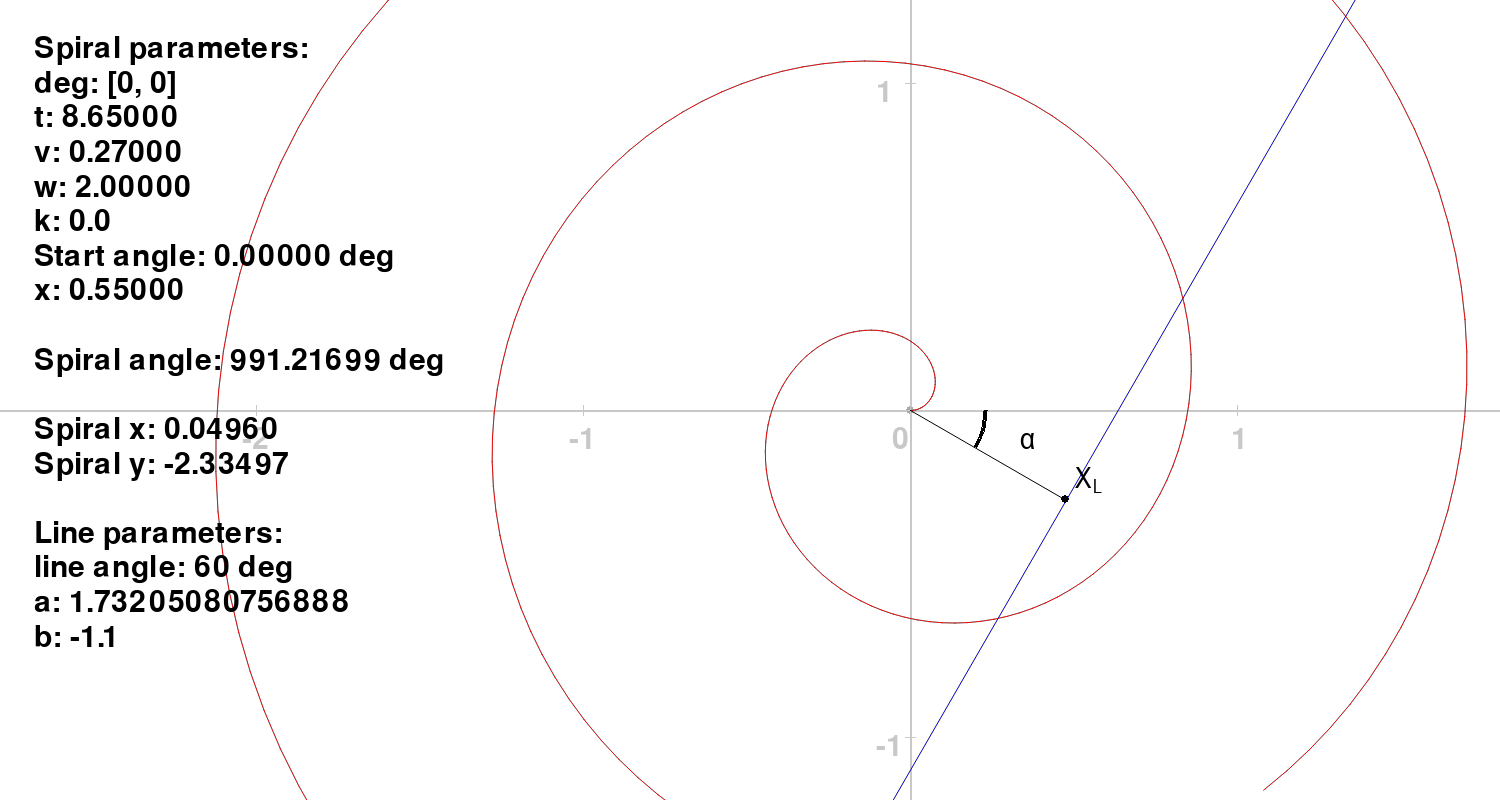 Spiral parameters:
deg: [0, 0]
t: 8.65000
v: 0.27000
w: 2.00000
k: 0.0
Start angle: 0.00000 deg
x: 0.55000
Spiral angle: 991.21699 deg
Spiral x: 0.04960
Spiral y: -2.33497
Line parameters:
line angle: 60 deg
a: 1.73205080756888
b: -1.1
1
-2
-1
0
1
-1
α
XL